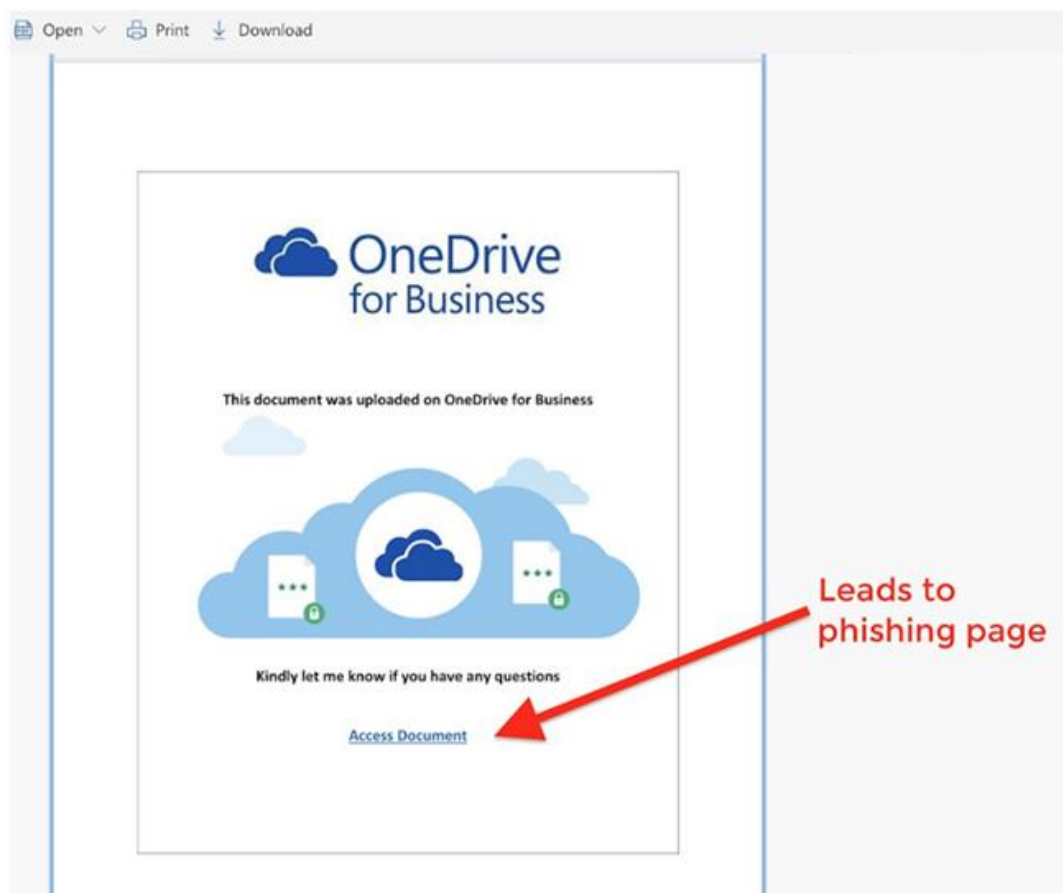 Open Print Download
OneDrive
for Business
This document was uploaded on OneDrive for Business
*** ***
Leads to
phishing page
Kindly let me know if you have any questions
Access Document